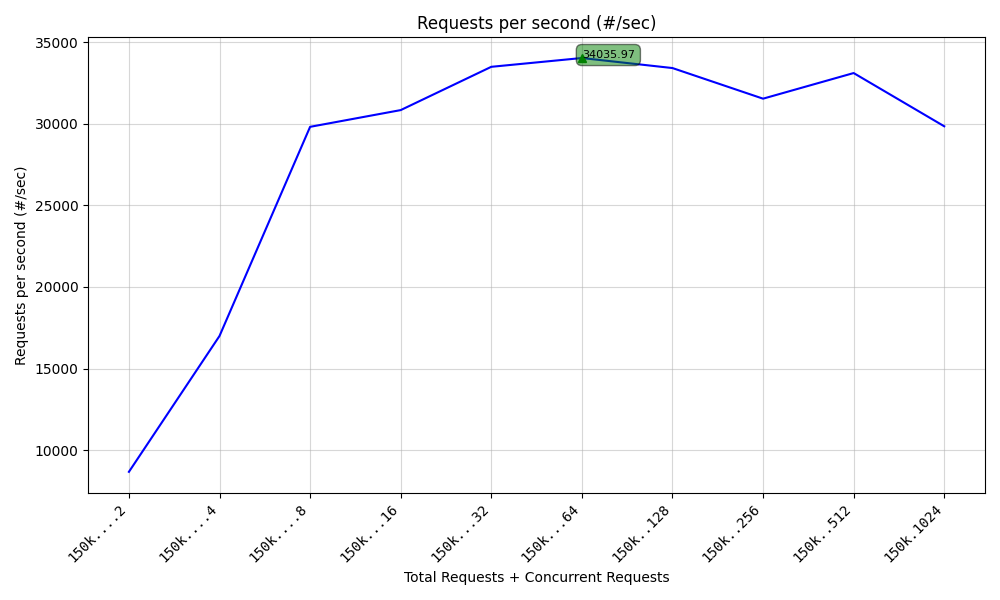 Requests per second (#/sec)
35000
34035.97
30000
25000
20000
15000
10000
Requests per second (#/sec)
150k....2
150k....4
150k....8
150k...16
150k...32
150k...64
150k..128
150k..256
150k..512
150k.1024
Total Requests + Concurrent Requests